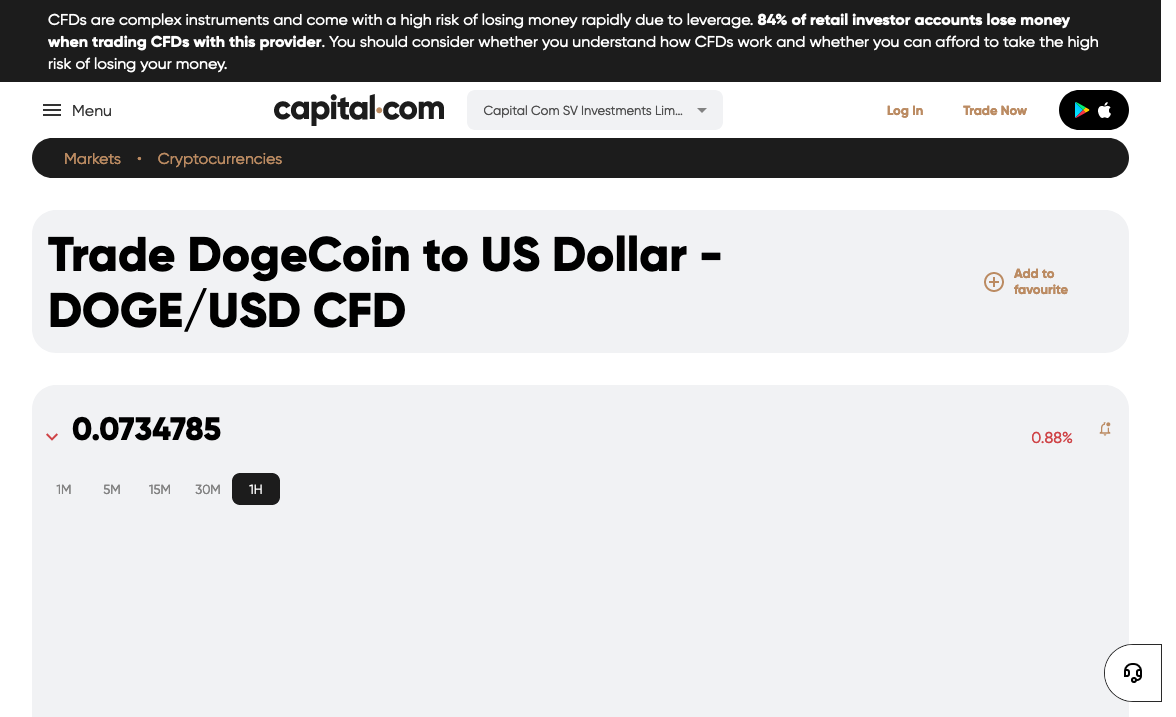 CFDs are complex instruments and come with a high risk of losing money rapidly due to leverage. 84% of retail investor accounts lose money
when trading CFDs with this provider. You should consider whether you understand how CFDs work and whether you can afford to take the high
risk of losing your money.
Menu
capital.com
Capital Com SV Investments Lim...
Log In
Trade Now
Markets • Cryptocurrencies
Trade DogeCoin to US Dollar -
DOGE/USD CFD
Add to
favourite
0.0734785
0.88%
1M 5M 15M 30M 1H